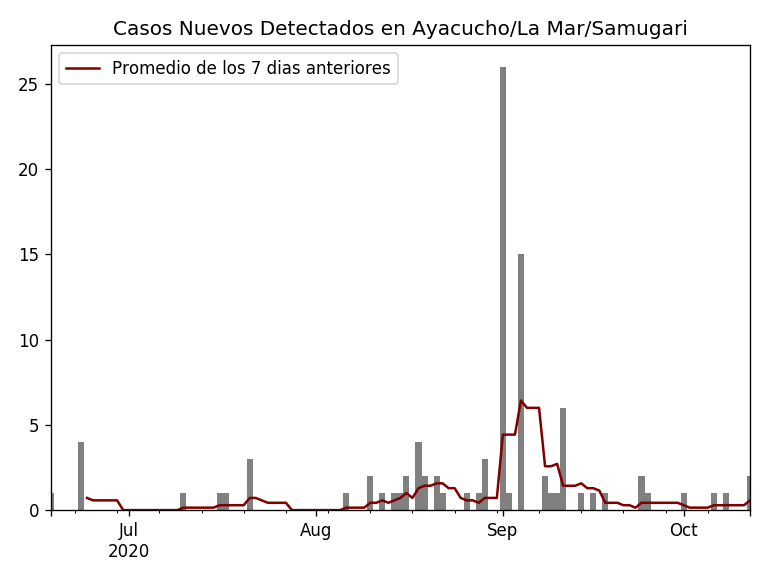 Casos Nuevos Detectados en Ayacucho/La Mar/Samugari
Promedio de los 7 dias anteriores
25
20
15
10
5
0
Jul
2020
Aug
Sep
Oct